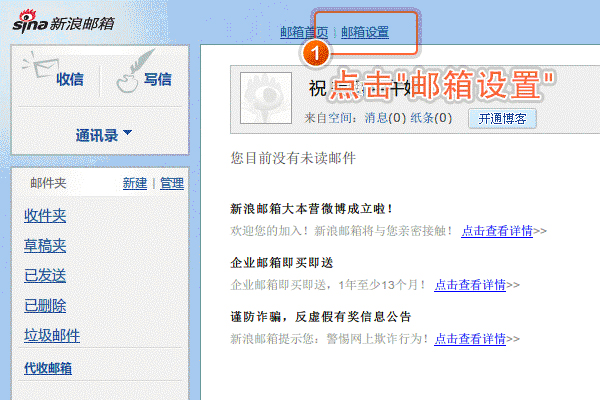 sina新浪邮箱
邮箱首页 | 邮箱设置
1
点击"邮箱设置"
收信
写信
通讯录
祝
来自空间：消息(0) 纸条(0)
开通博客
您目前没有未读邮件
邮件夹
新建 | 管理
收件夹
草稿夹
已发送
已删除
垃圾邮件
代收邮箱
新浪邮箱大本营微博成立啦！
欢迎您的加入！新浪邮箱将与您亲密接触！ 点击查看详情>>
企业邮箱即买即送
企业邮箱即买即送，1年至少13个月！ 点击查看详情>>
谨防诈骗，反虚假有奖信息公告
新浪邮箱提示您：警惕网上欺诈行为！ 点击查看详情>>